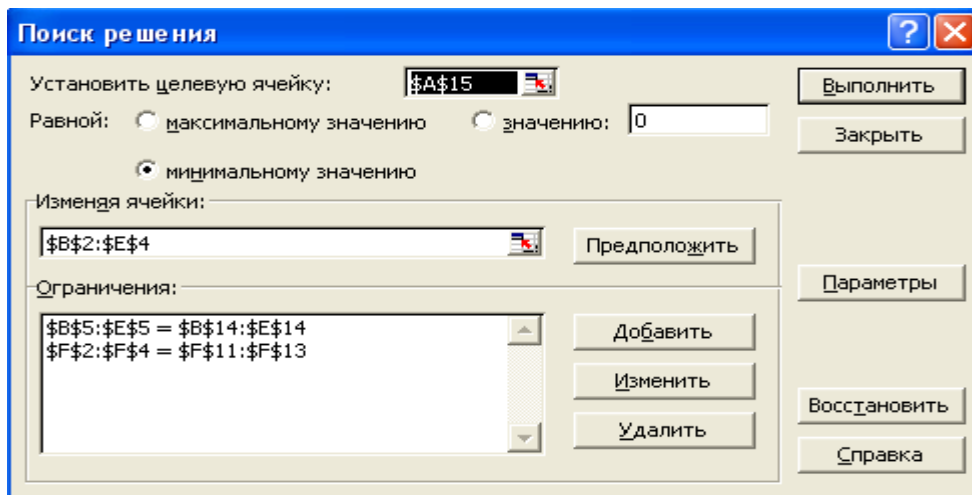 Поиск решения
Установить целевую ячейку: $A$15 Выполнить
Равной: максимальному значению значению: 0 Закрыть
минимальному значению
Изменяя ячейки:
$B$2:$E$4 Предположить
Параметры
Ограничения:
$B$5:$E$5 = $B$14:$E$14 Добавить
$F$2:$F$4 = $F$11:$F$13
Изменить
Восстановить
Удалить
Справка